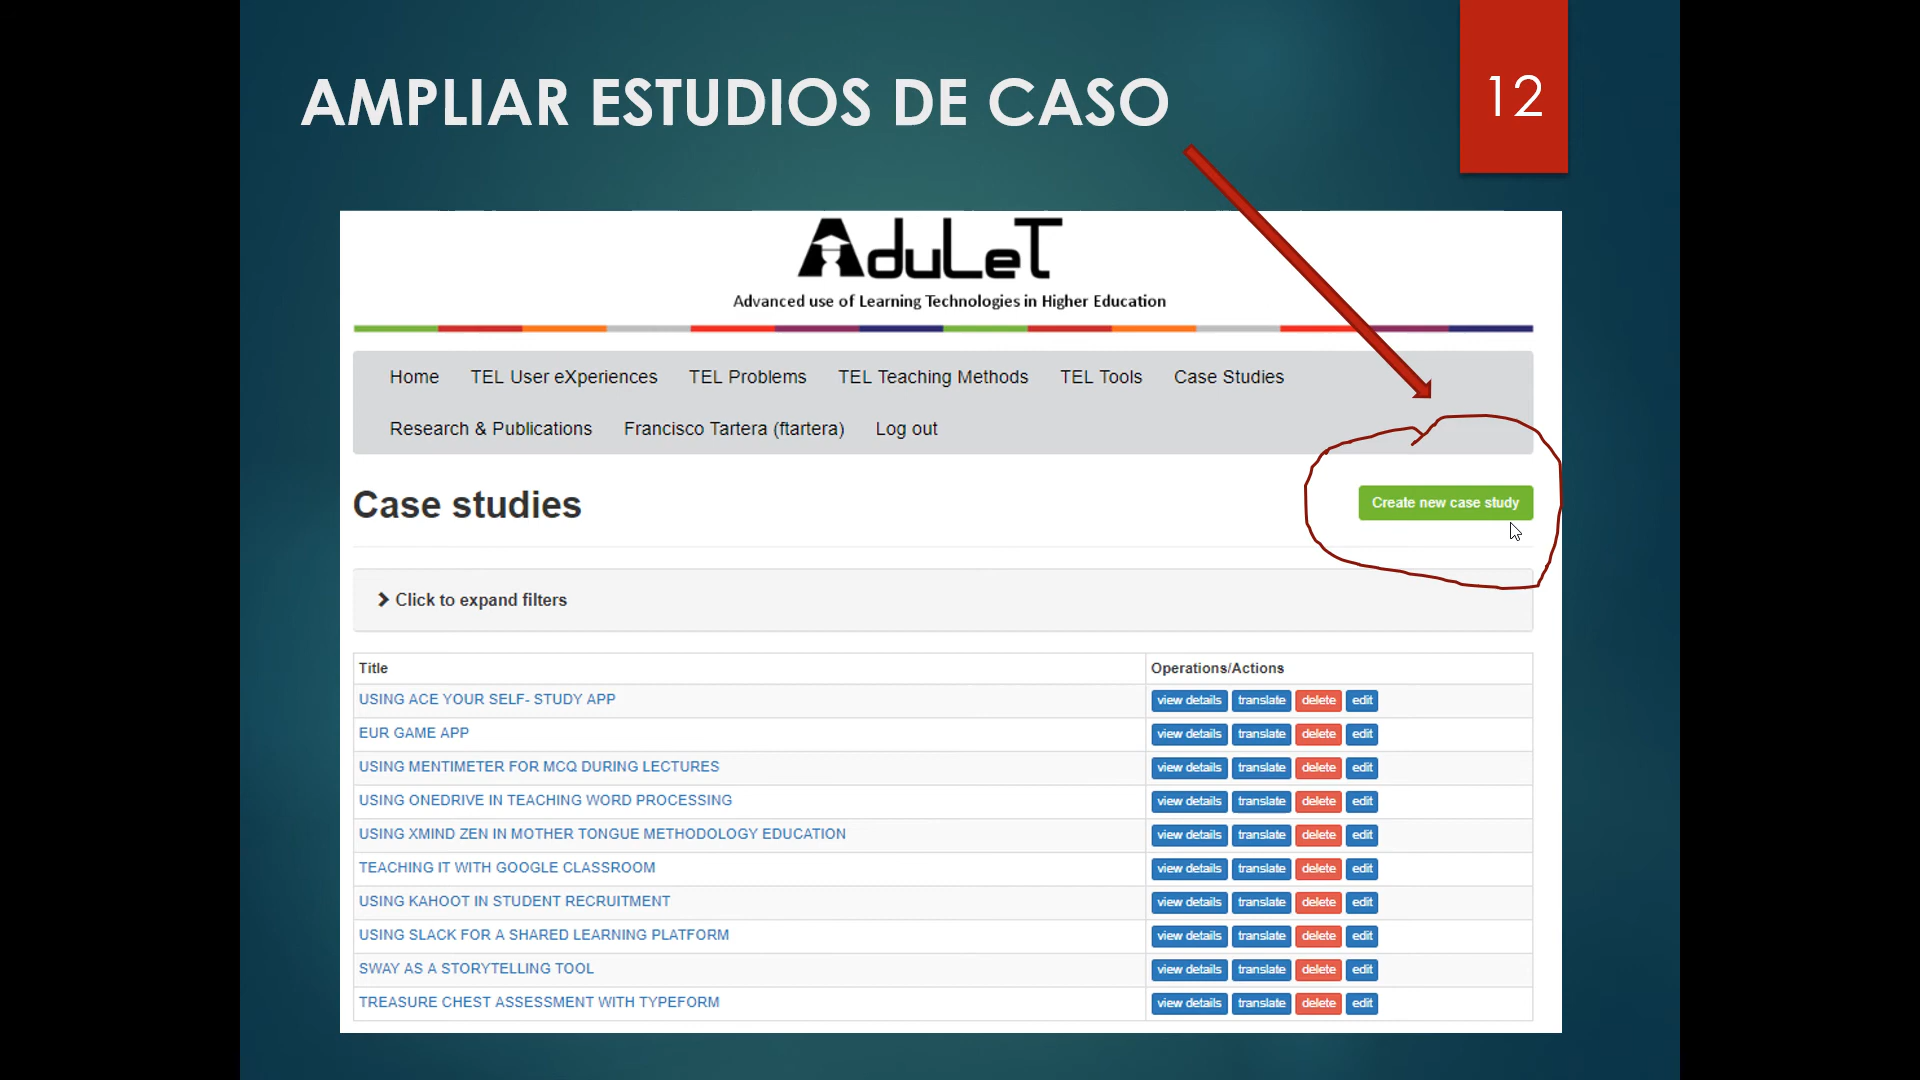 AMPLIAR ESTUDIOS DE CASO
12
AduLeT
Advanced use of Learning Technologies in Higher Education
Home TEL User eXperiences TEL Problems TEL Teaching Methods TEL Tools Case Studies
Research & Publications Francisco Tartera (ftartera) Log out
Case studies
Create new case study
Click to expand filters
Title Operations/Actions
USING ACE YOUR SELF- STUDY APP view details translate delete edit
EUR GAME APP view details translate delete edit
USING MENTIMETER FOR MCQ DURING LECTURES view details translate delete edit
USING ONEDRIVE IN TEACHING WORD PROCESSING view details translate delete edit
USING XMIND ZEN IN MOTHER TONGUE METHODOLOGY EDUCATION view details translate delete edit
TEACHING IT WITH GOOGLE CLASSROOM view details translate delete edit
USING KAHOOT IN STUDENT RECRUITMENT view details translate delete edit
USING SLACK FOR A SHARED LEARNING PLATFORM view details translate delete edit
SWAY AS A STORYTELLING TOOL view details translate delete edit
TREASURE CHEST ASSESSMENT WITH TYPEFORM view details translate delete edit